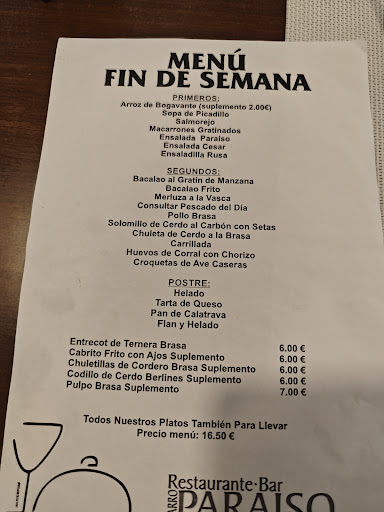 MENÚ
FIN DE SEMANA
PRIMEROS:
Arroz de Bogavante (suplemento 2.00€)
Sopa de Picadillo
Salmorejo
Macarrones Gratinados
Ensalada Paraiso
Ensalada Cesar
Ensaladilla Rusa
SEGUNDOS:
Bacalao al Gratin de Manzana
Bacalao Frito
Merluza a la Vasca
Consultar Pescado del Día
Pollo Brasa
Solomillo de Cerdo al Carbón con Setas
Chuleta de Cerdo a la Brasa
Carrillada
Huevos de Corral con Chorizo
Croquetas de Ave Caseras
POSTRE:
Helado
Tarta de Queso
Pan de Calatrava
Flan y Helado
Entrecot de Ternera Brasa 6.00 €
Cabrito Frito con Ajos Suplemento 6.00 €
Chuletillas de Cordero Brasa Suplemento 6.00 €
Codillo de Cerdo Berlines Suplemento 6.00 €
Pulpo Brasa Suplemento 7.00 €
Todos Nuestros Platos También Para Llevar
Precio menú: 16.50 €
Restaurante·Bar
PARAISO